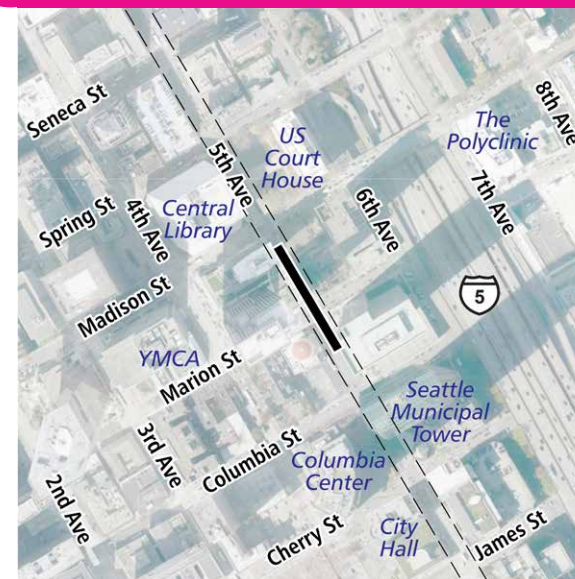 Seneca St
US
Court
House
The
Polyclinic
8th Ave
5th Ave
7th Ave
Spring St
4th Ave
Central
Library
6th Ave
Madison St
5
YMCA
Marion St
Seattle
Municipal
Tower
3rd Ave
Columbia St
Columbia
Center
2nd Ave
Cherry St
City
Hall
James St